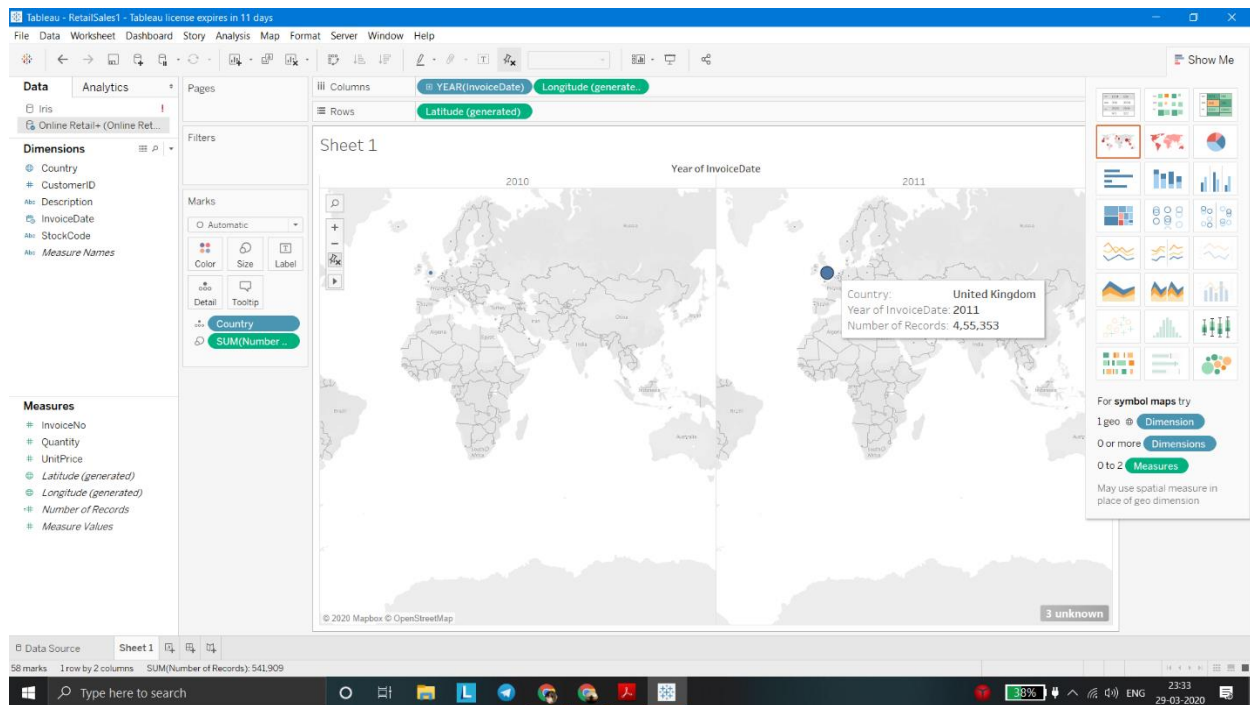 Tableau - RetailSales1 - Tableau license expires in 11 days
File Data Worksheet Dashboard Story Analysis Map Format Server Window Help
Show Me
Data Analytics
Iris !
Online Retail+ (Online Ret...
Dimensions
Country
CustomerID
Abc Description
InvoiceDate
Abc StockCode
Abc Measure Names
Measures
InvoiceNo
Quantity
UnitPrice
Latitude (generated)
Longitude (generated)
Number of Records
Measure Values
Pages
Filters
Marks
Automatic
Color Size Label
Detail Tooltip
Country
SUM(Number ..
Columns YEAR(InvoiceDate) Longitude (generate..
Rows Latitude (generated)
Sheet 1
Year of InvoiceDate
2010 2011
Country: United Kingdom
Year of InvoiceDate: 2011
Number of Records: 4,55,353
© 2020 Mapbox © OpenStreetMap
3 unknown
For symbol maps try
1 geo Dimension
0 or more Dimensions
0 to 2 Measures
May use spatial measure in
place of geo dimension
Data Source Sheet 1
58 marks 1 row by 2 columns SUM(Number of Records): 541,909
Type here to search
38% ENG 23:33
29-03-2020